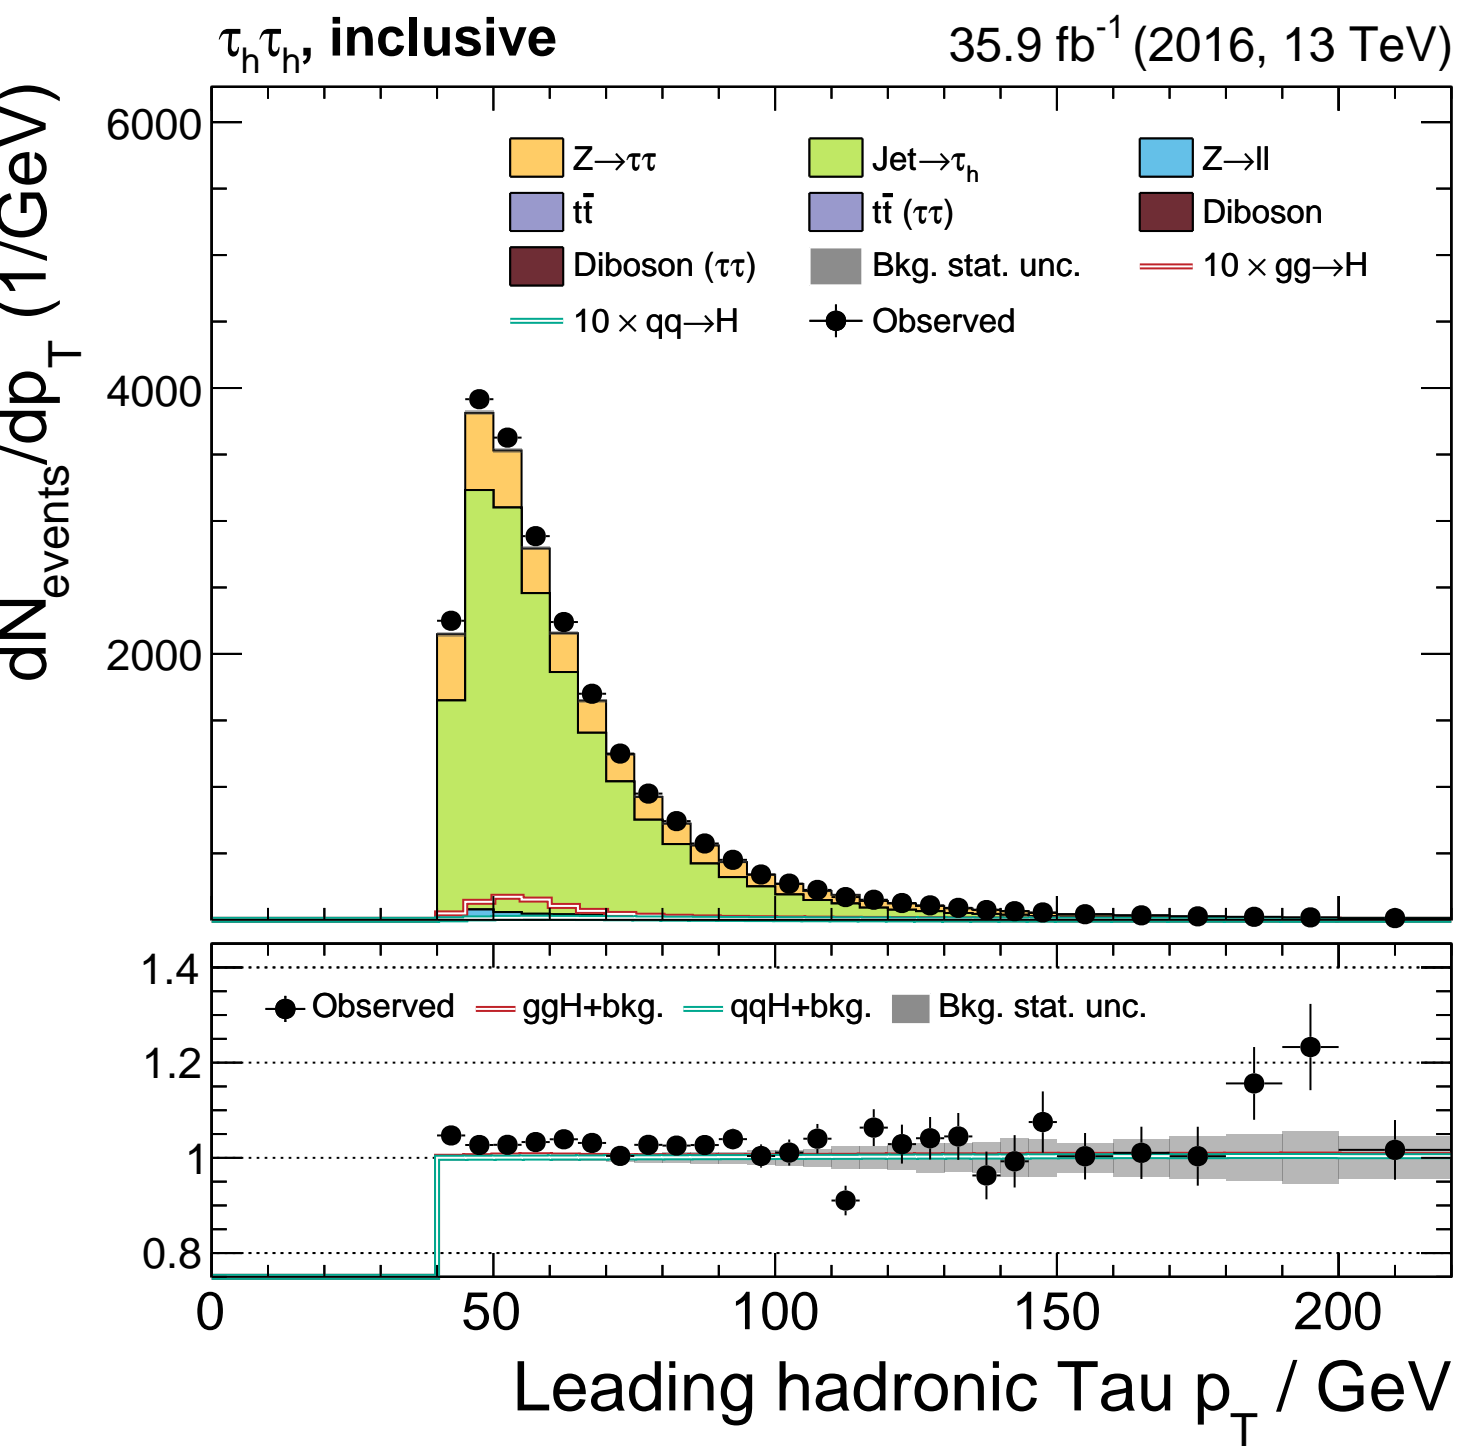 τhτh, inclusive 35.9 fb-1 (2016, 13 TeV)
dNevents/dpT (1/GeV)
6000
4000
2000
Z→ττ Jet→τh Z→ll
tt̄ tt̄ (ττ) Diboson
Diboson (ττ) Bkg. stat. unc. 10 × gg→H
10 × qq→H Observed
1.4
1.2
1
0.8
Observed ggH+bkg. qqH+bkg. Bkg. stat. unc.
0 50 100 150 200
Leading hadronic Tau pT / GeV